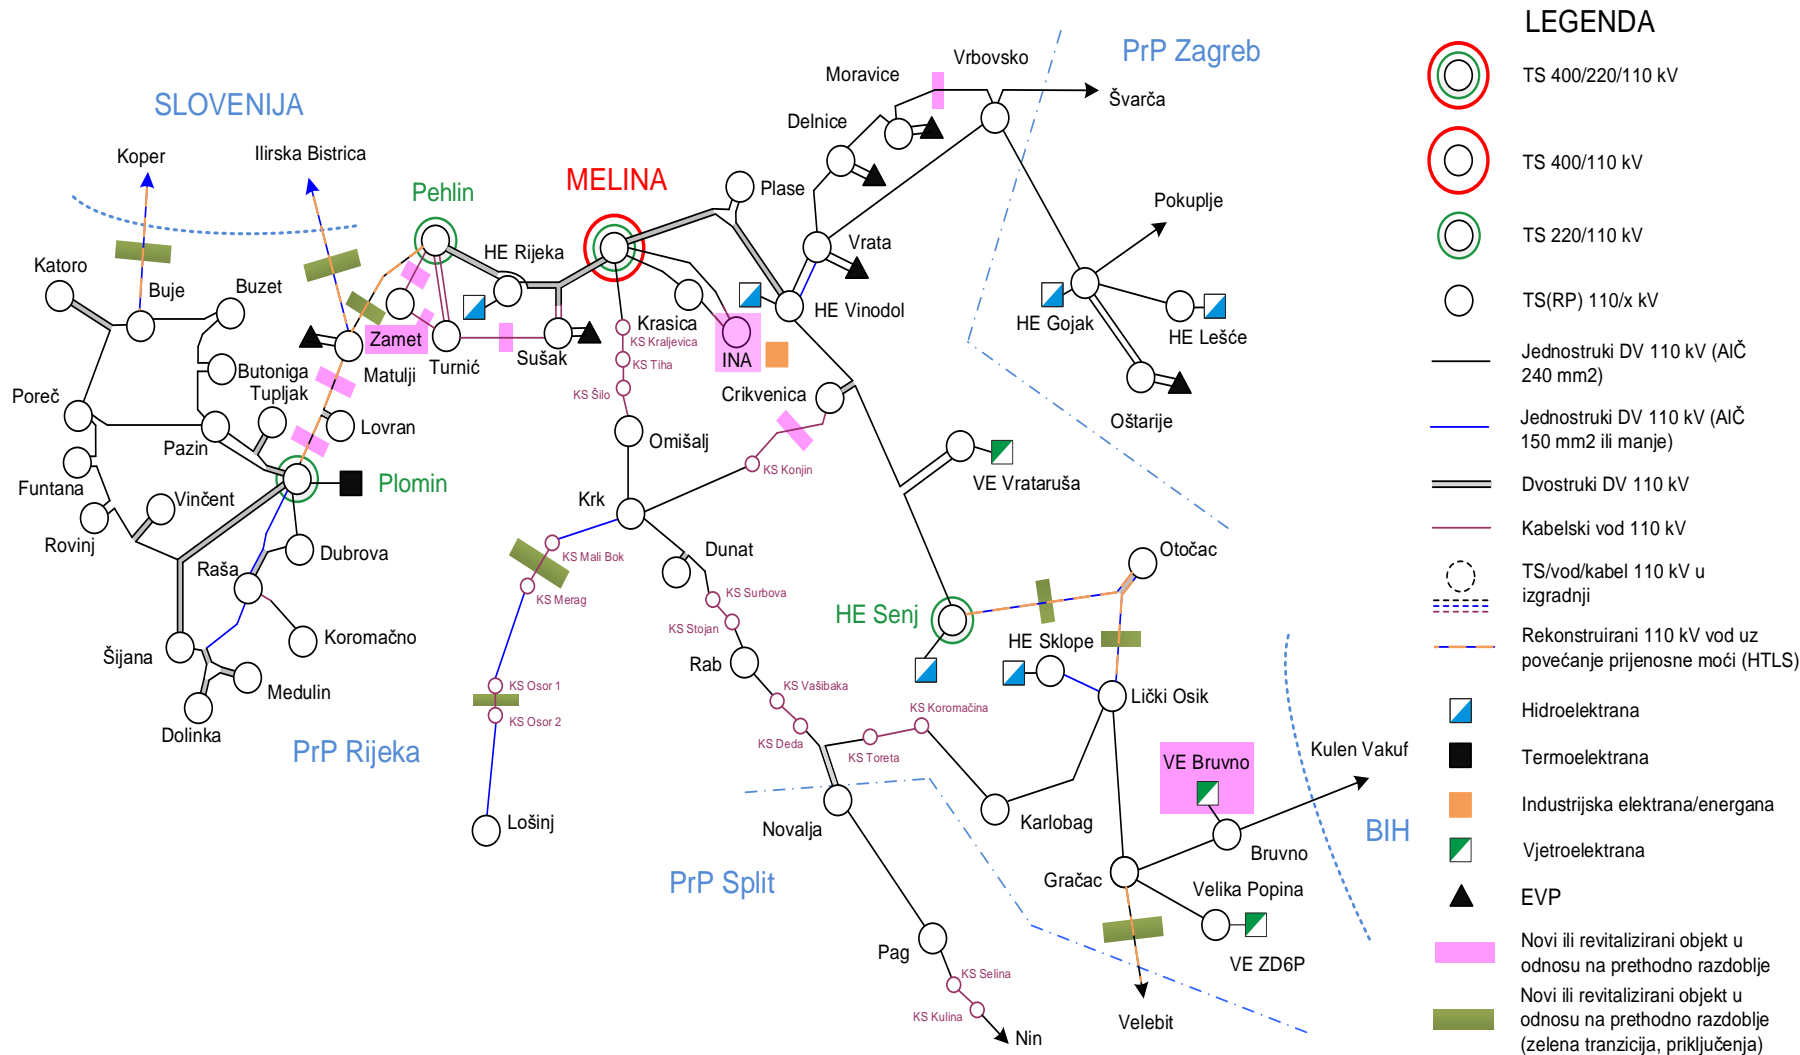 LEGENDA
TS 400/220/110 kV
TS 400/110 kV
TS 220/110 kV
TS(RP) 110/x kV
Jednostruki DV 110 kV (AlČ
240 mm2)
Jednostruki DV 110 kV (AlČ
150 mm2 ili manje)
Dvostruki DV 110 kV
Kabelski vod 110 kV
TS/vod/kabel 110 kV u
izgradnji
Rekonstruirani 110 kV vod uz
povećanje prijenosne moći (HTLS)
Hidroelektrana
Termoelektrana
Industrijska elektrana/energana
Vjetroelektrana
EVP
Novi ili revitalizirani objekt u
odnosu na prethodno razdoblje
Novi ili revitalizirani objekt u
odnosu na prethodno razdoblje
(zelena tranzicija, priključenja)
SLOVENIJA
PrP Zagreb
Vrbovsko
Moravice
Švarča
Delnice
Koper
Ilirska Bistrica
Pehlin
MELINA
Plase
Pokuplje
Vrata
HE Rijeka
Katoro
Buje
Buzet
HE Vinodol
HE Gojak
HE Lešće
Krasica
KS Kraljevica
Zamet
Turnić
Sušak
INA
Matulji
KS Tiha
Butoniga
Tupljak
KS Šilo
Crikvenica
Poreč
Oštarije
Lovran
Pazin
Omišalj
KS Konjin
VE Vrataruša
Funtana
Plomin
Vinčent
Krk
Rovinj
Dubrova
KS Mali Bok
Dunat
Otočac
Raša
KS Merag
KS Surbova
HE Senj
KS Stojan
Koromačno
HE Sklope
Šijana
Rab
Medulin
KS Osor 1
KS Vašibaka
Lički Osik
KS Koromačina
KS Osor 2
Dolinka
PrP Rijeka
KS Deda
KS Toreta
Kulen Vakuf
VE Bruvno
Lošinj
Novalja
Karlobag
BIH
Bruvno
PrP Split
Gračac
Velika Popina
Pag
VE ZD6P
KS Selina
KS Kulina
Nin
Velebit